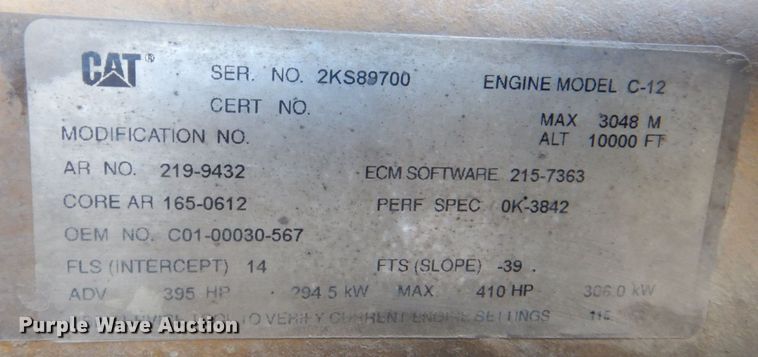 CAT® SER. NO. 2KS89700 ENGINE MODEL C-12
CERT NO. MAX 3048 M
MODIFICATION NO. ALT 10000 FT
AR NO. 219-9432 ECM SOFTWARE 215-7363
CORE AR 165-0612 PERF SPEC 0K-3842
OEM NO. C01-00030-567
FLS (INTERCEPT) 14 FTS (SLOPE) -39
ADV 395 HP 294.5 kW MAX 410 HP 306.0 kW
TO VERIFY CURRENT ENGINE SETTINGS
Purple Wave Auction